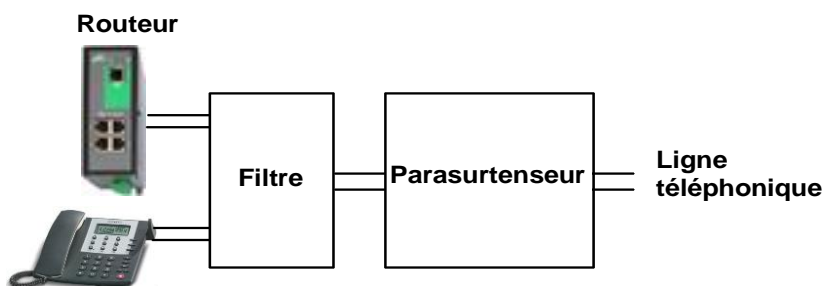 Routeur
Filtre
Parasurtenseur
Ligne
téléphonique